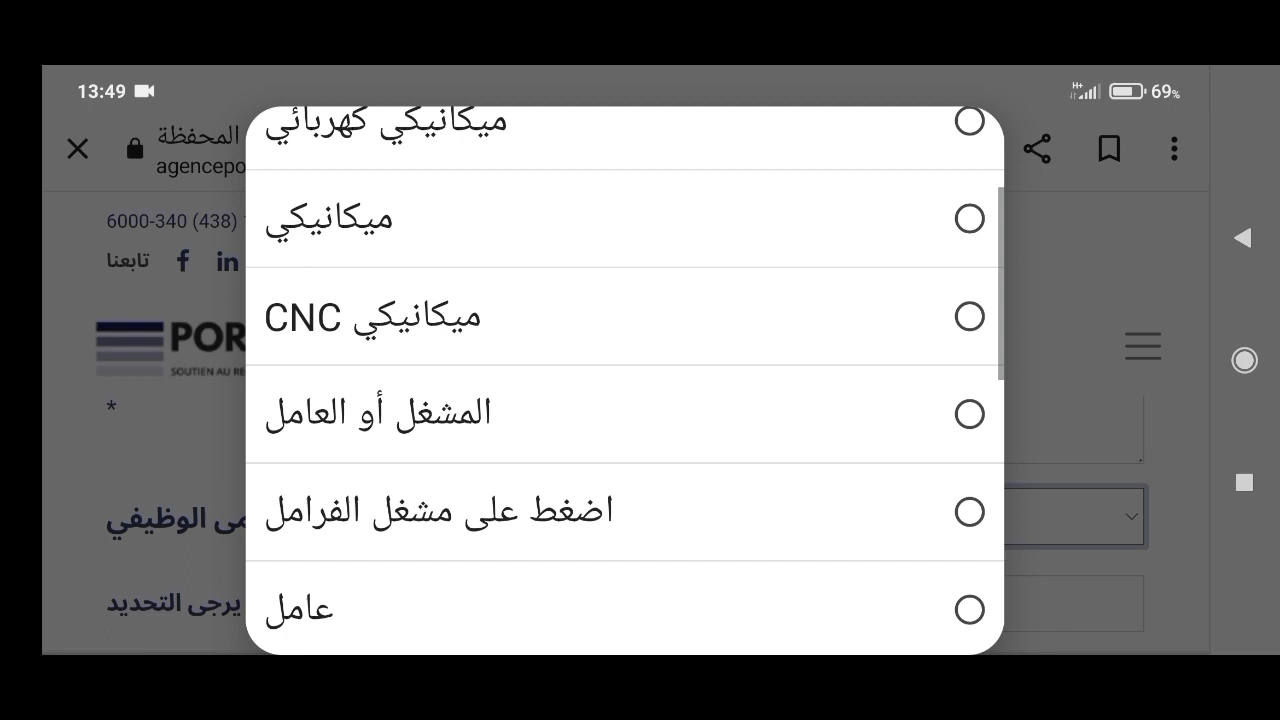 13:49
69%
H+
المحفظة
agencepo
6000-340 (438)
تابعنا
POR
SOUTIEN AU RE
*
مى الوظيفي
يرجى التحديد
ميكانيكي كهربائي
ميكانيكي
ميكانيكي CNC
المشغل أو العامل
اضغط على مشغل الفرامل
عامل